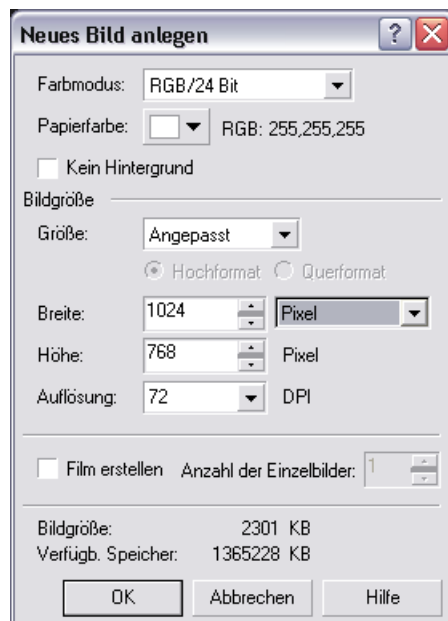 Neues Bild anlegen
Farbmodus: RGB/24 Bit
Papierfarbe: RGB: 255,255,255
Kein Hintergrund
Bildgröße
Größe: Angepasst
Hochformat Querformat
Breite: 1024 Pixel
Höhe: 768 Pixel
Auflösung: 72 DPI
Film erstellen Anzahl der Einzelbilder: 1
Bildgröße: 2301 KB
Verfügb. Speicher: 1365228 KB
OK Abbrechen Hilfe